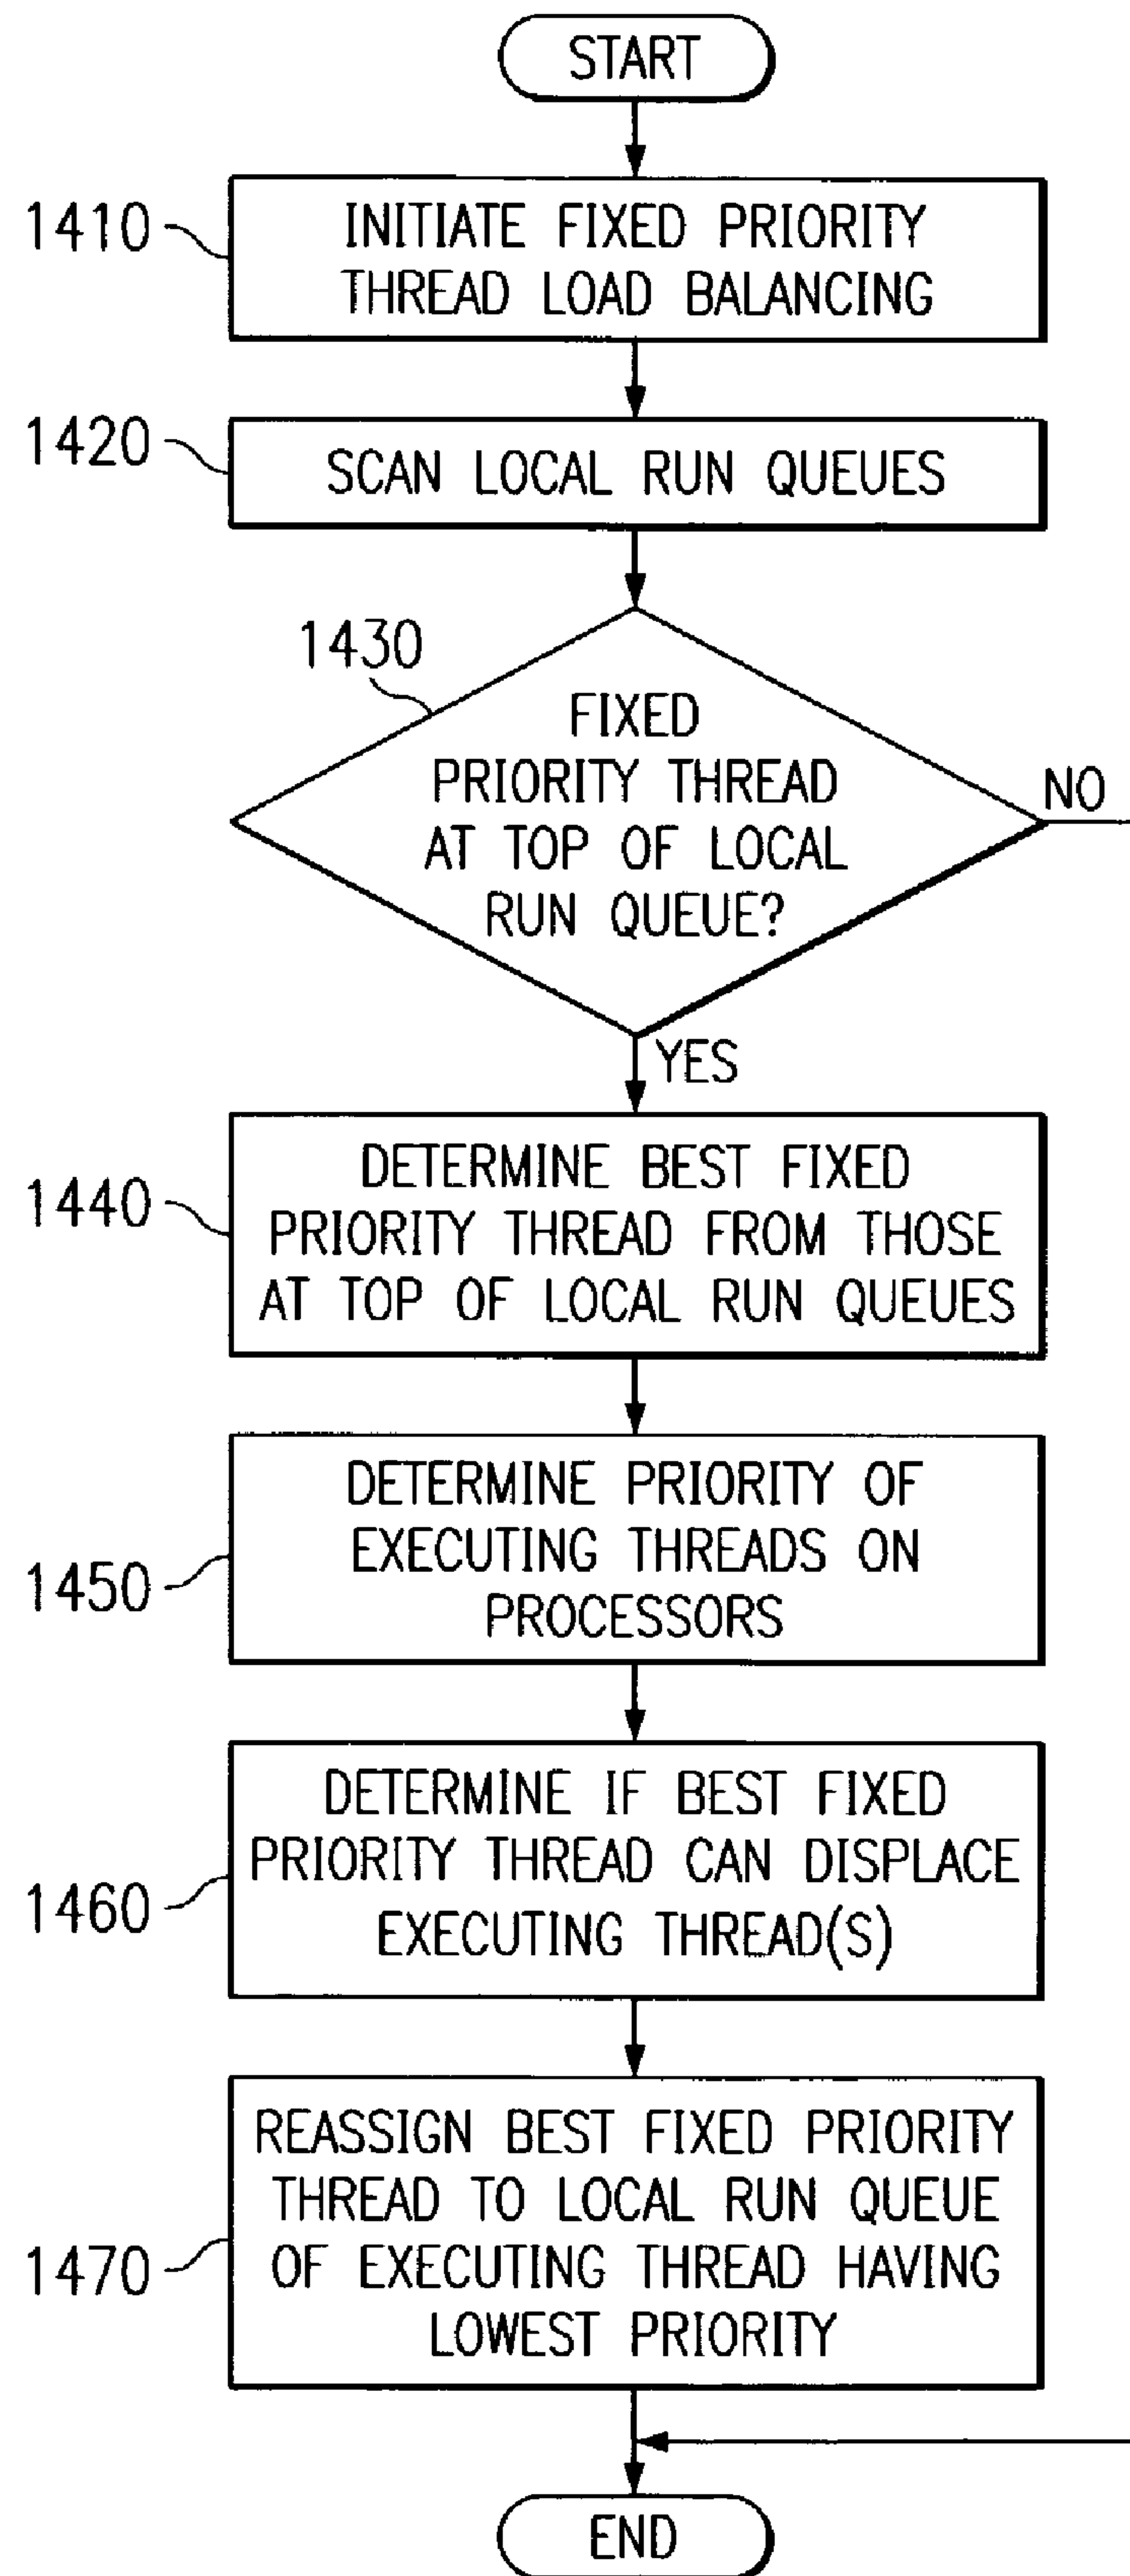 START
1410
INITIATE FIXED PRIORITY
THREAD LOAD BALANCING
1420
SCAN LOCAL RUN QUEUES
1430
FIXED
PRIORITY THREAD
AT TOP OF LOCAL
RUN QUEUE?
NO
YES
1440
DETERMINE BEST FIXED
PRIORITY THREAD FROM THOSE
AT TOP OF LOCAL RUN QUEUES
1450
DETERMINE PRIORITY OF
EXECUTING THREADS ON
PROCESSORS
1460
DETERMINE IF BEST FIXED
PRIORITY THREAD CAN DISPLACE
EXECUTING THREAD(S)
1470
REASSIGN BEST FIXED PRIORITY
THREAD TO LOCAL RUN QUEUE
OF EXECUTING THREAD HAVING
LOWEST PRIORITY
END